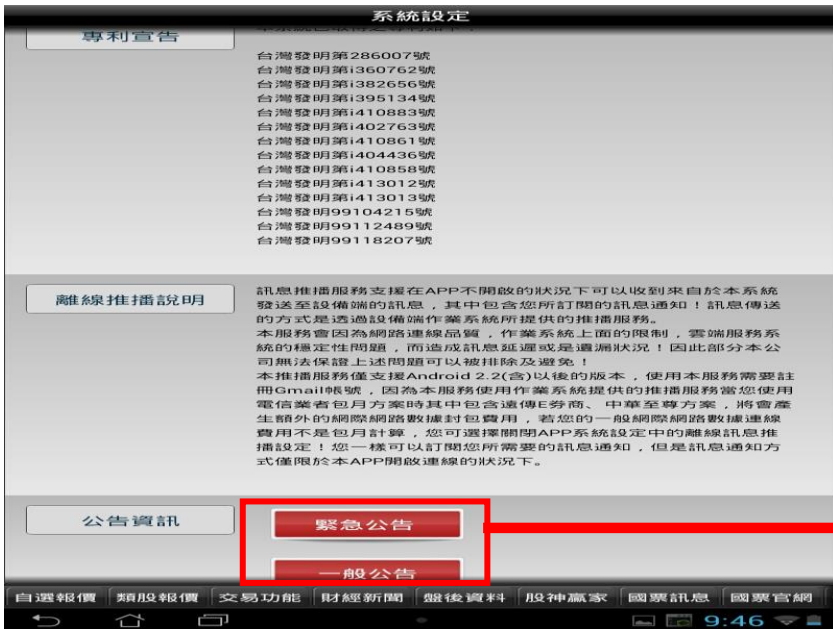 系統設定
專利宣告
台灣發明第286007號
台灣發明第i360762號
台灣發明第i382656號
台灣發明第i395134號
台灣發明第i410883號
台灣發明第i402763號
台灣發明第i410861號
台灣發明第i404436號
台灣發明第i410858號
台灣發明第i413012號
台灣發明第i413013號
台灣發明99104215號
台灣發明99112489號
台灣發明99118207號
離線推播說明
訊息推播服務支援在APP不開啟的狀況下可以收到來自於本系統
發送至設備端的訊息，其中包含您所訂閱的訊息通知！訊息傳送
的方式是透過設備端作業系統所提供的推播服務。
本服務會因為網路連線品質，作業系統上面的限制，雲端服務系
統的穩定性問題，而造成訊息延遲或是遺漏狀況！因此部分本公
司無法保證上述問題可以被排除及避免！
本推播服務僅支援Android 2.2(含)以後的版本，使用本服務需要註
冊Gmail帳號，因為本服務使用作業系統提供的推播服務當您使用
電信業者包月方案時其中包含遠傳E券商、中華至尊方案，將會產
生額外的網際網路數據封包費用，若您的一般網際網路數據連線
費用不是包月計算，您可選擇關閉APP系統設定中的離線訊息推
播設定！您一樣可以訂閱您所需要的訊息通知，但是訊息通知方
式僅限於本APP開啟連線的狀況下。
公告資訊
緊急公告
一般公告
自選報價 類股報價 交易功能 財經新聞 盤後資料 股神贏家 國票訊息 國票官網
9:46